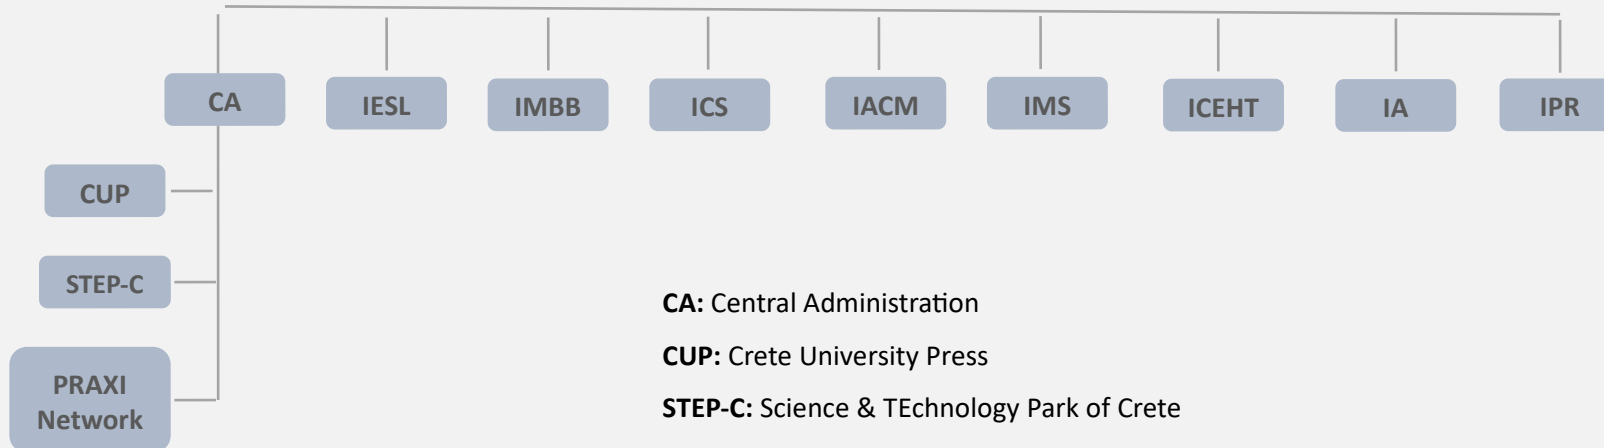 CA
IESL
IMBB
ICS
IACM
IMS
ICEHT
IA
IPR
CUP
STEP-C
PRAXI
Network
CA: Central Administration
CUP: Crete University Press
STEP-C: Science & TEchnology Park of Crete